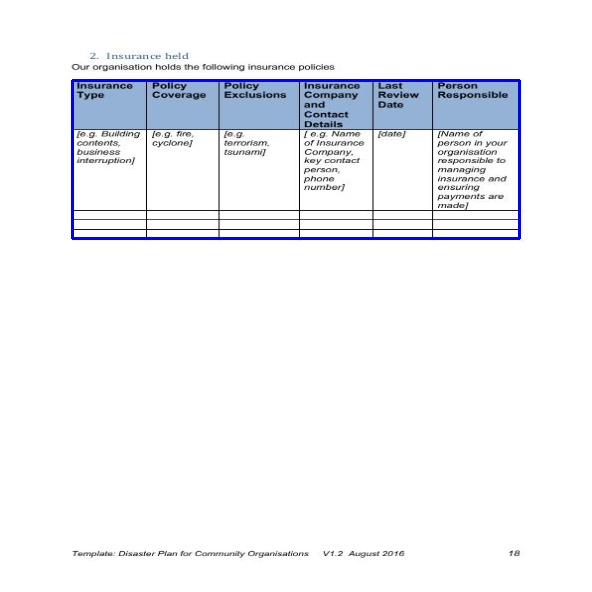 2. Insurance held
Our organisation holds the following insurance policies
Insurance Type
Policy Coverage
Policy Exclusions
Insurance Company and Contact Details
Last Review Date
Person Responsible
[e.g. Building contents, business interruption]
[e.g. fire, cyclone]
[e.g. terrorism, tsunami]
[ e.g. Name of Insurance Company, key contact person, phone number]
[date]
[Name of person in your organisation responsible to managing insurance and ensuring payments are made]
Template: Disaster Plan for Community Organisations V1.2 August 2016 18